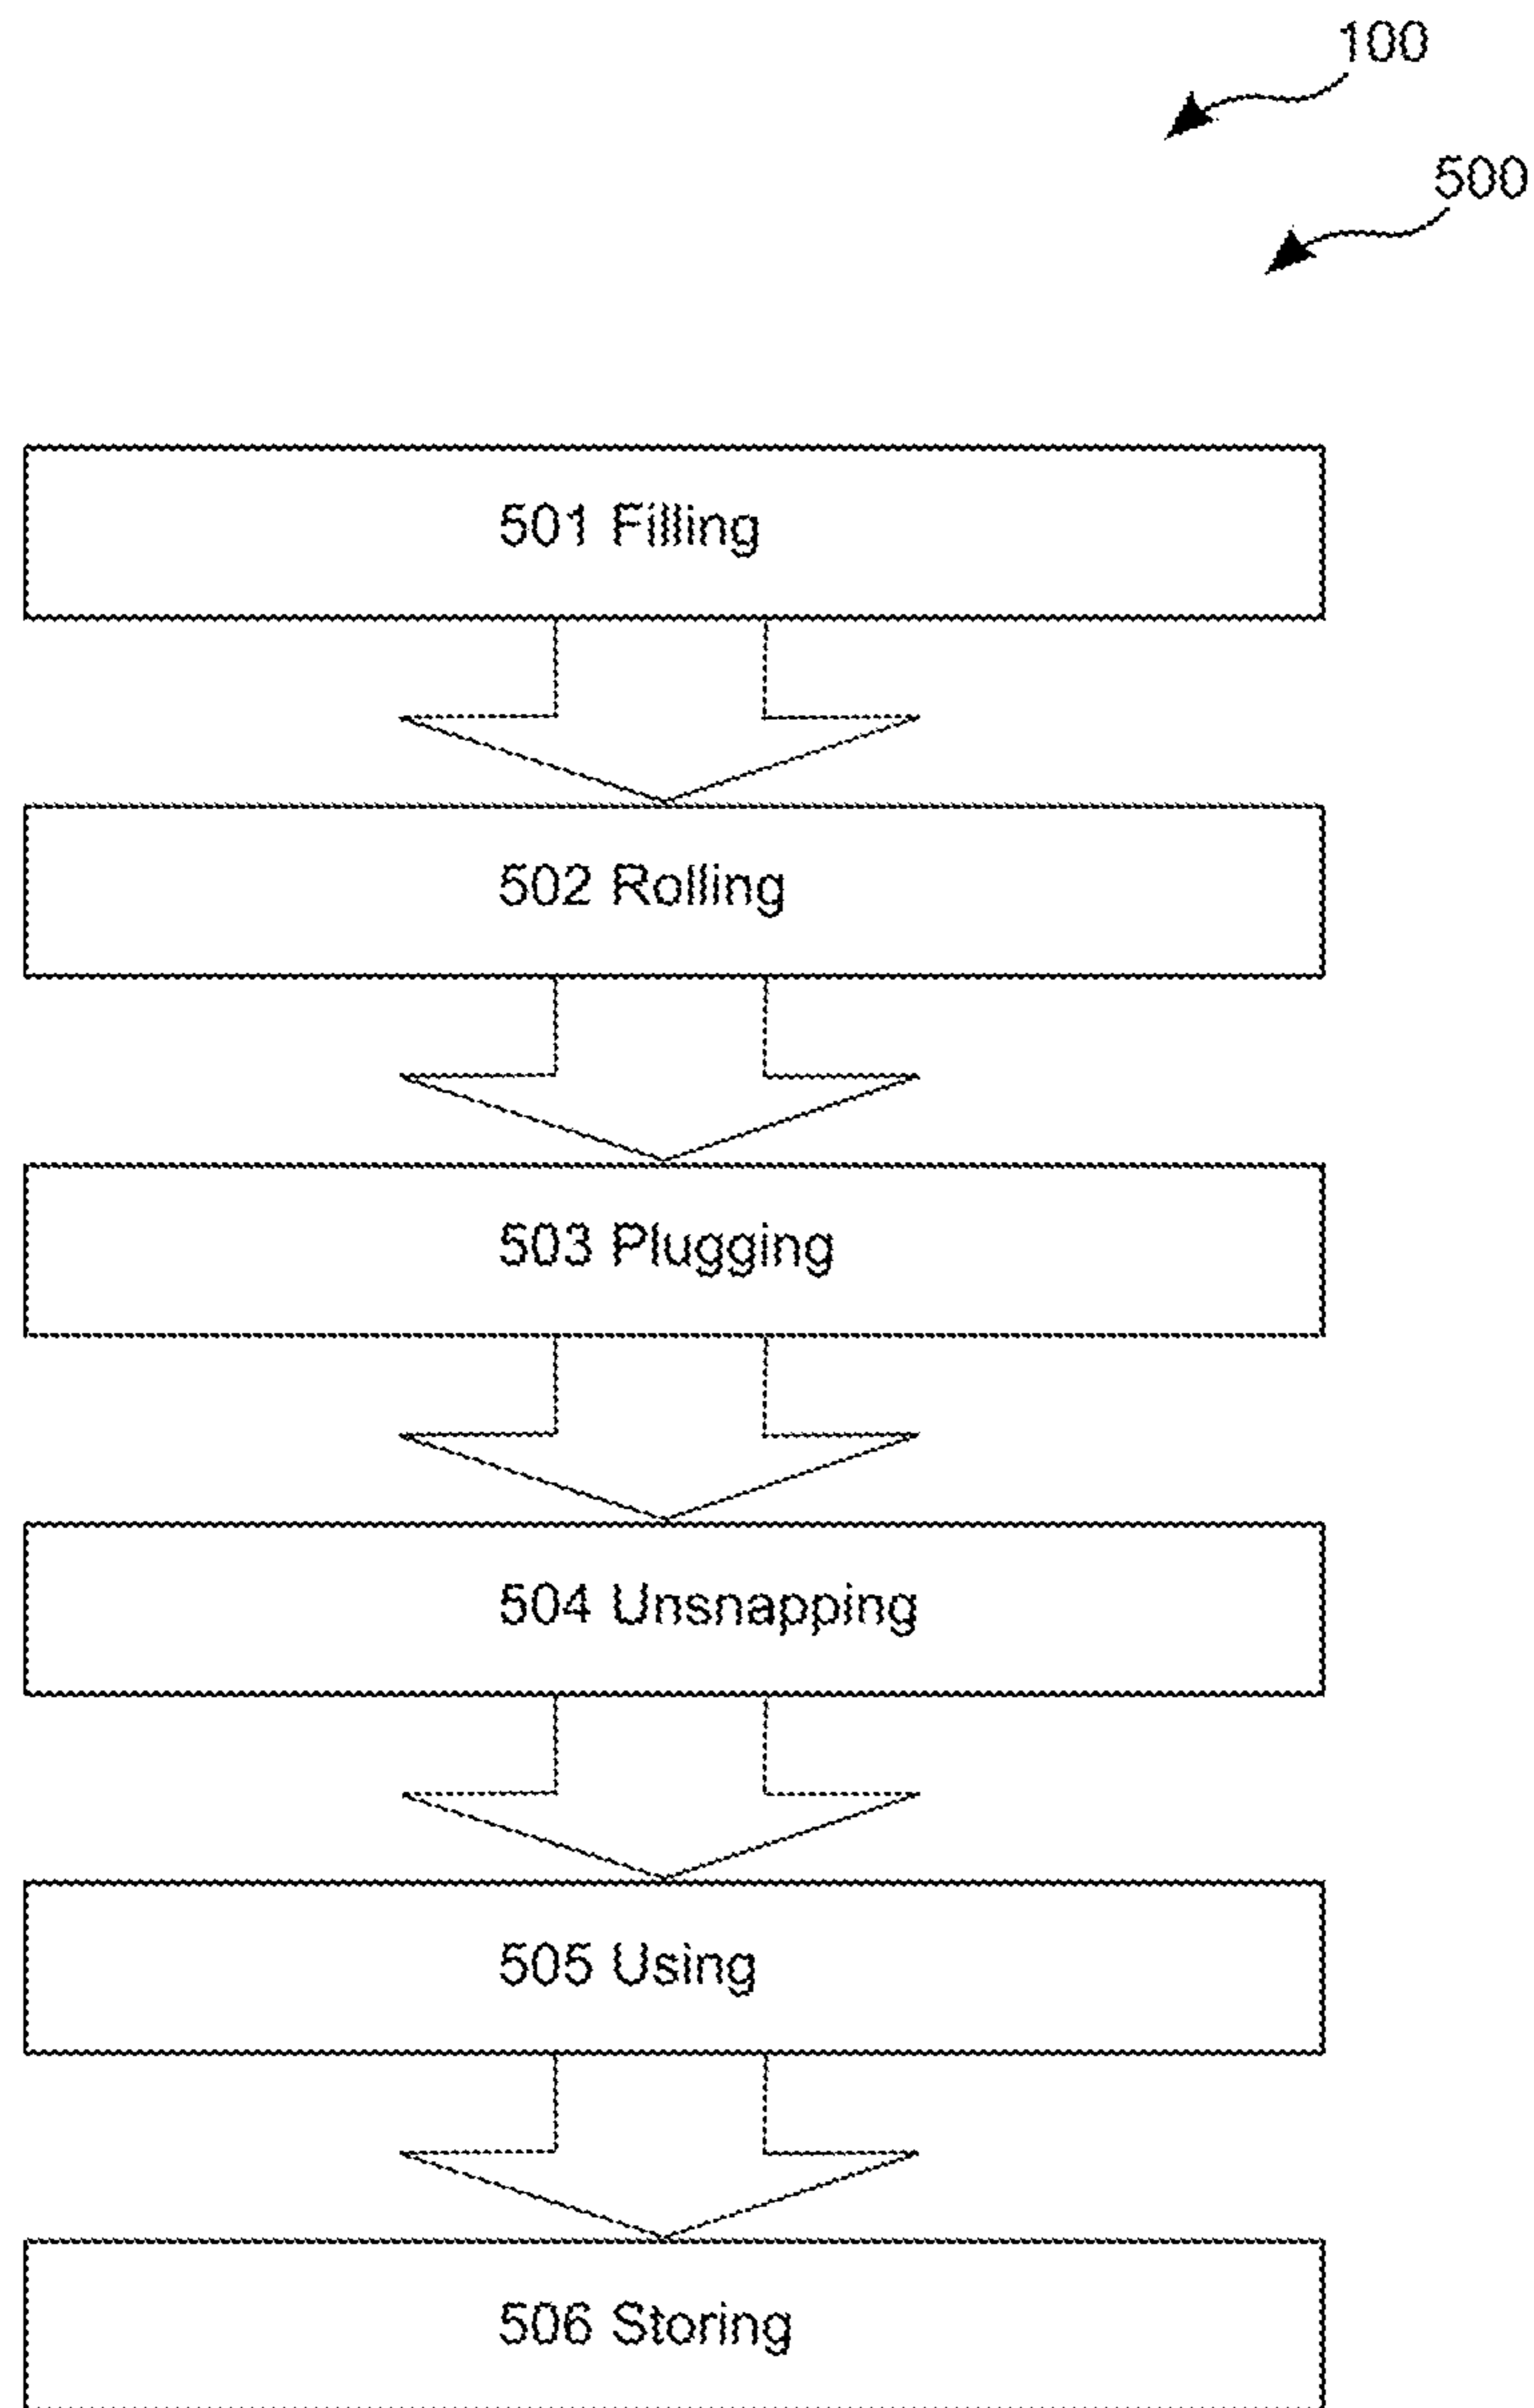 100
500
501 Filling
502 Rolling
503 Plugging
504 Unsnapping
505 Using
506 Storing